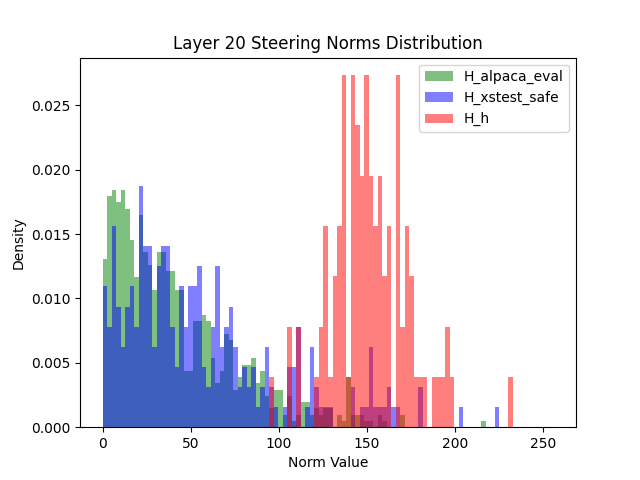 Layer 20 Steering Norms Distribution
H_alpaca_eval
H_xstest_safe
H_h
0.025
0.020
0.015
0.010
0.005
0.000
Density
0 50 100 150 200 250
Norm Value